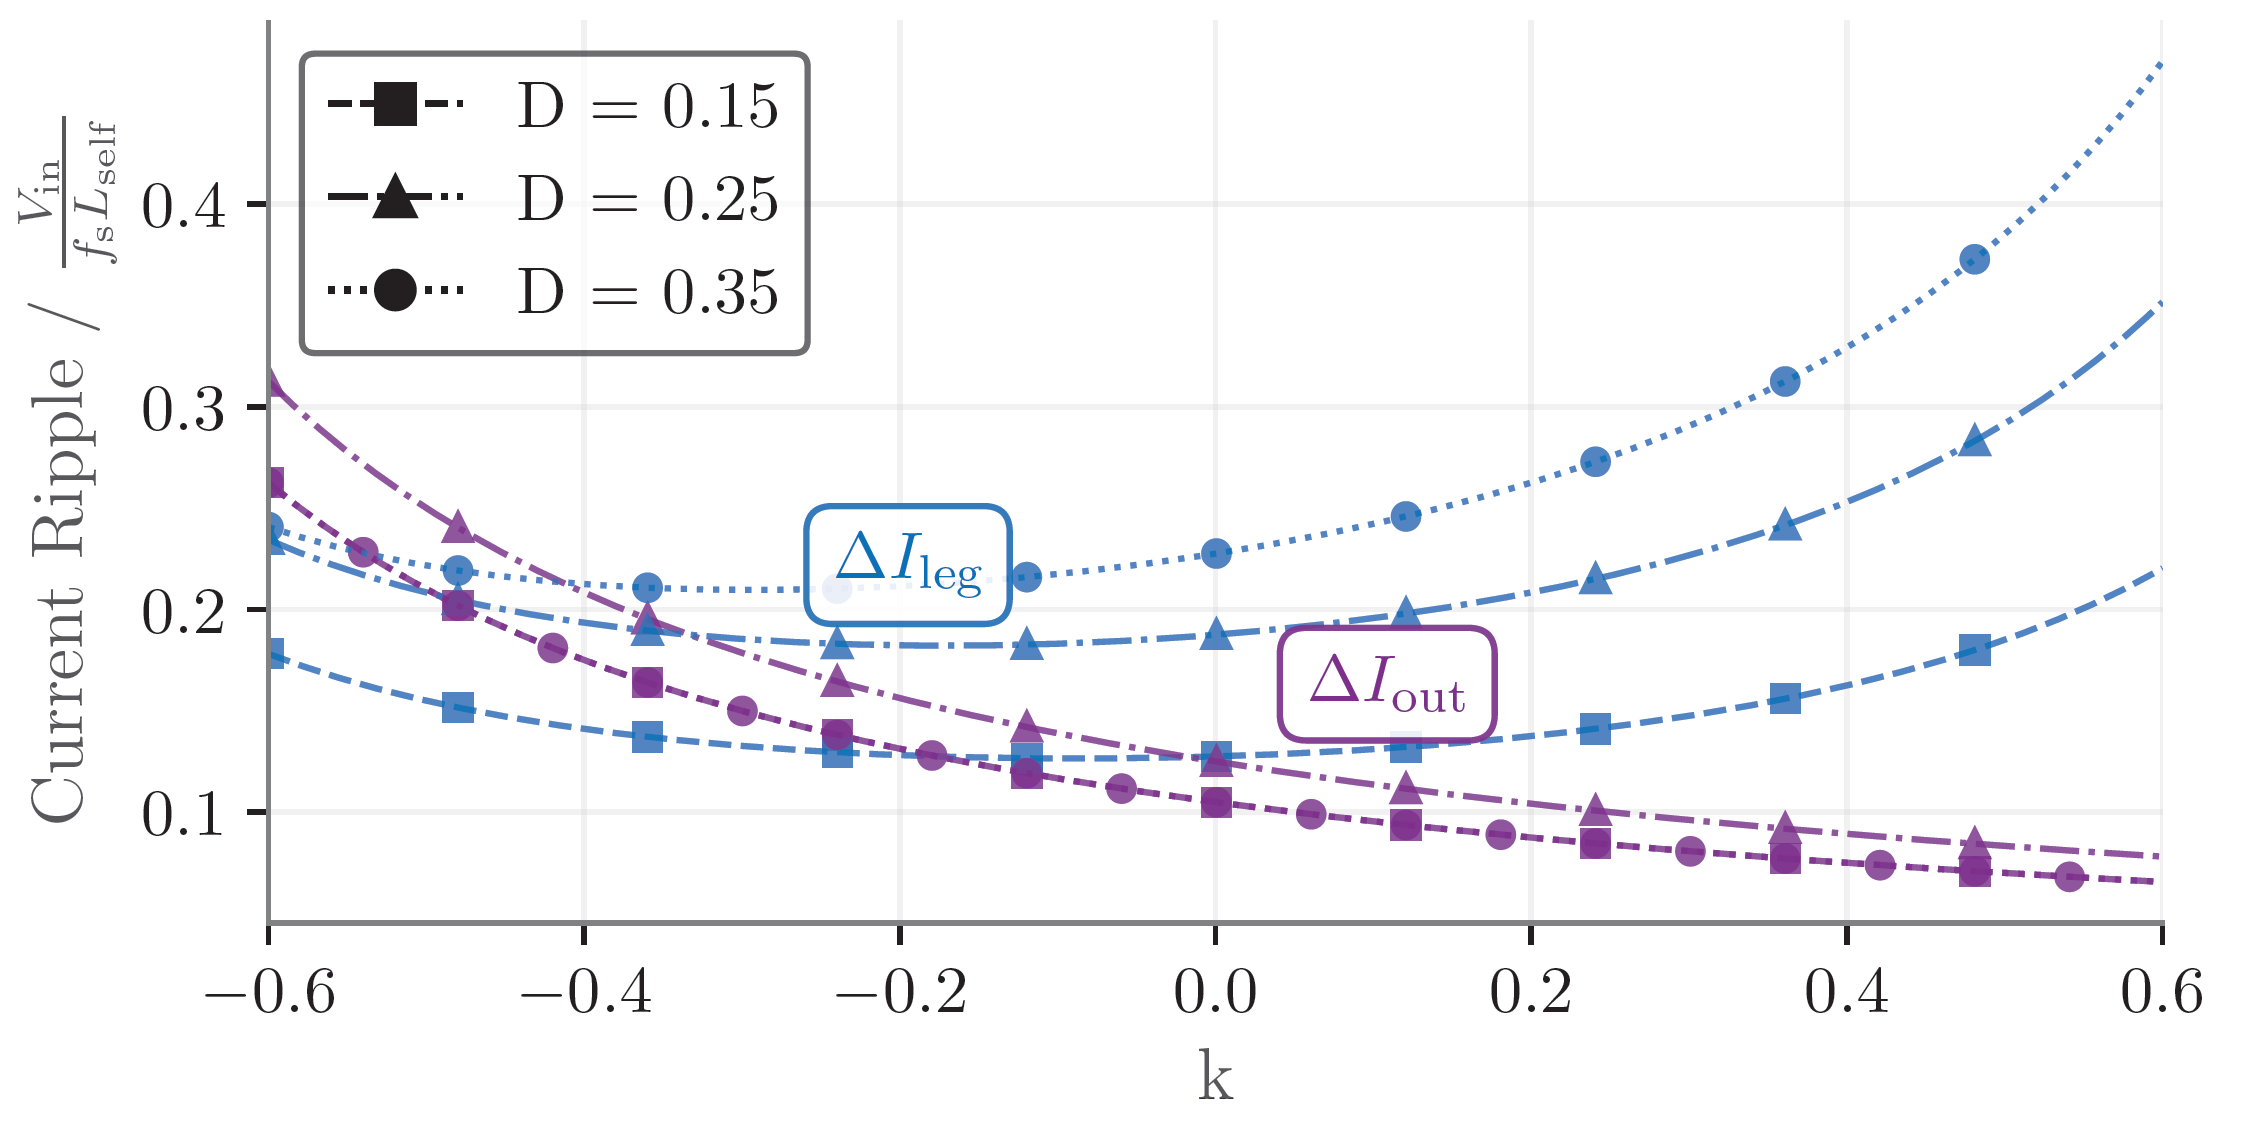 D = 0.15
D = 0.25
D = 0.35
Current Ripple / V_in / f_s L_self
0.4
0.3
0.2
0.1
ΔI_leg
ΔI_out
−0.6 −0.4 −0.2 0.0 0.2 0.4 0.6
k